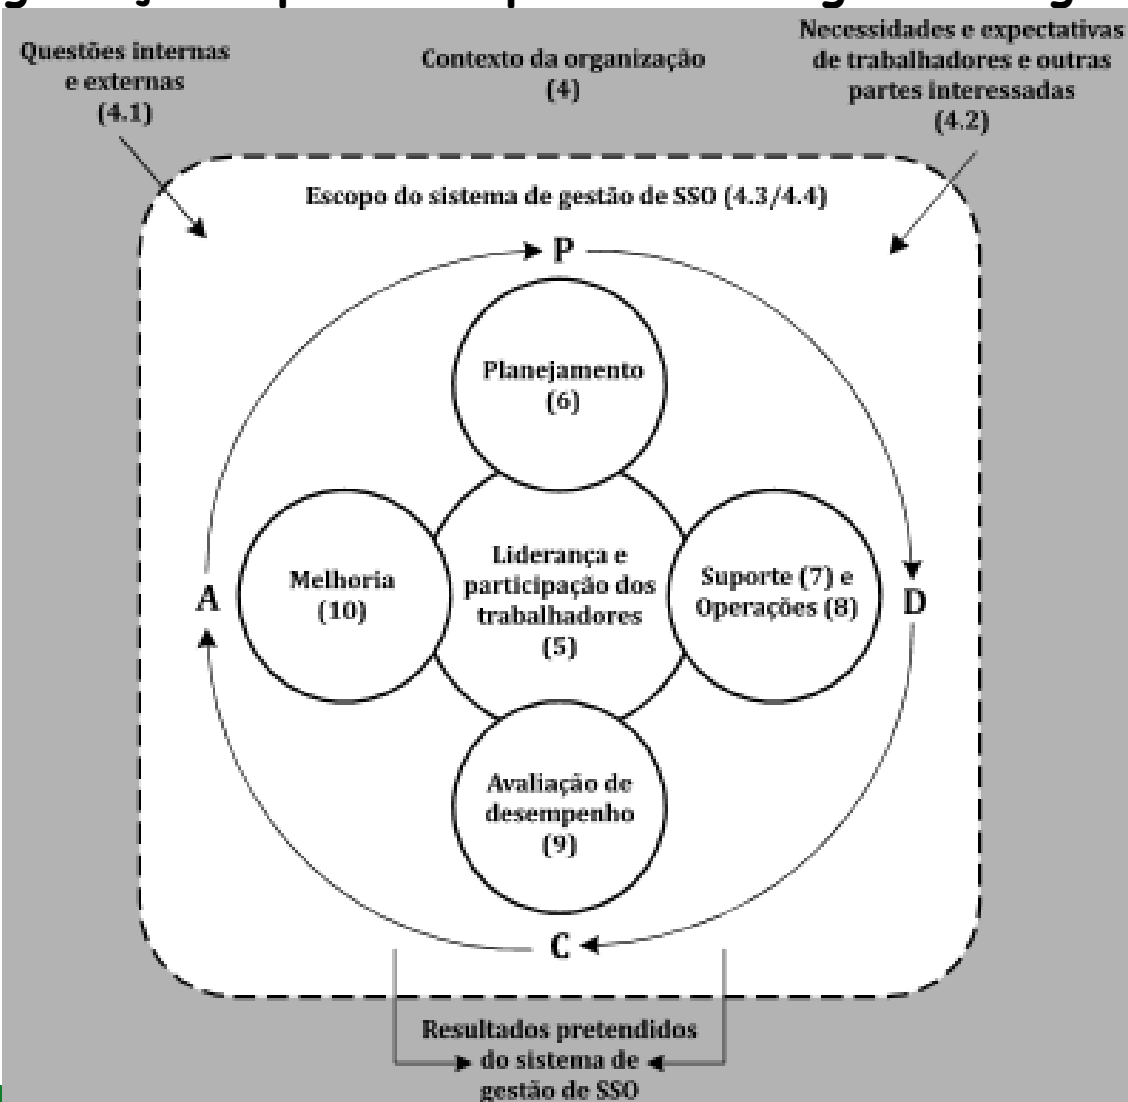 Questões internas
e externas
(4.1)
Contexto da organização
(4)
Necessidades e expectativas
de trabalhadores e outras
partes interessadas
(4.2)
Escopo do sistema de gestão de SSO (4.3/4.4)
P
Planejamento
(6)
A
Melhoria
(10)
Liderança e
participação dos
trabalhadores
(5)
Suporte (7) e
Operações (8)
D
Avaliação de
desempenho
(9)
C
Resultados pretendidos
do sistema de
gestão de SSO